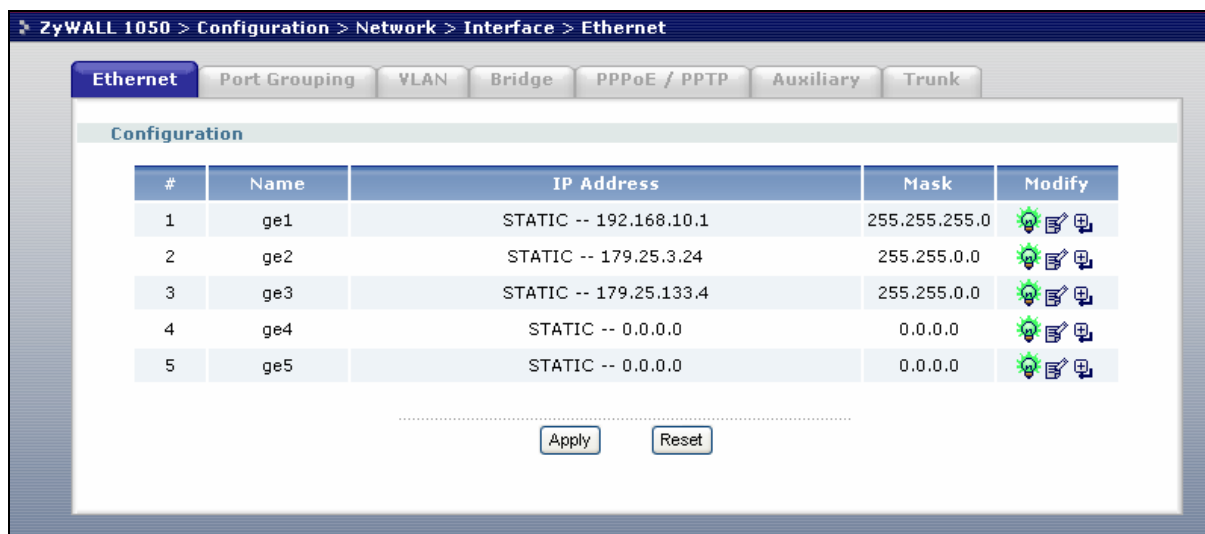 ZyWALL 1050 > Configuration > Network > Interface > Ethernet
Ethernet Port Grouping VLAN Bridge PPPoE / PPTP Auxiliary Trunk
Configuration
# Name IP Address Mask Modify
1 ge1 STATIC -- 192.168.10.1 255.255.255.0
2 ge2 STATIC -- 179.25.3.24 255.255.0.0
3 ge3 STATIC -- 179.25.133.4 255.255.0.0
4 ge4 STATIC -- 0.0.0.0 0.0.0.0
5 ge5 STATIC -- 0.0.0.0 0.0.0.0
Apply Reset